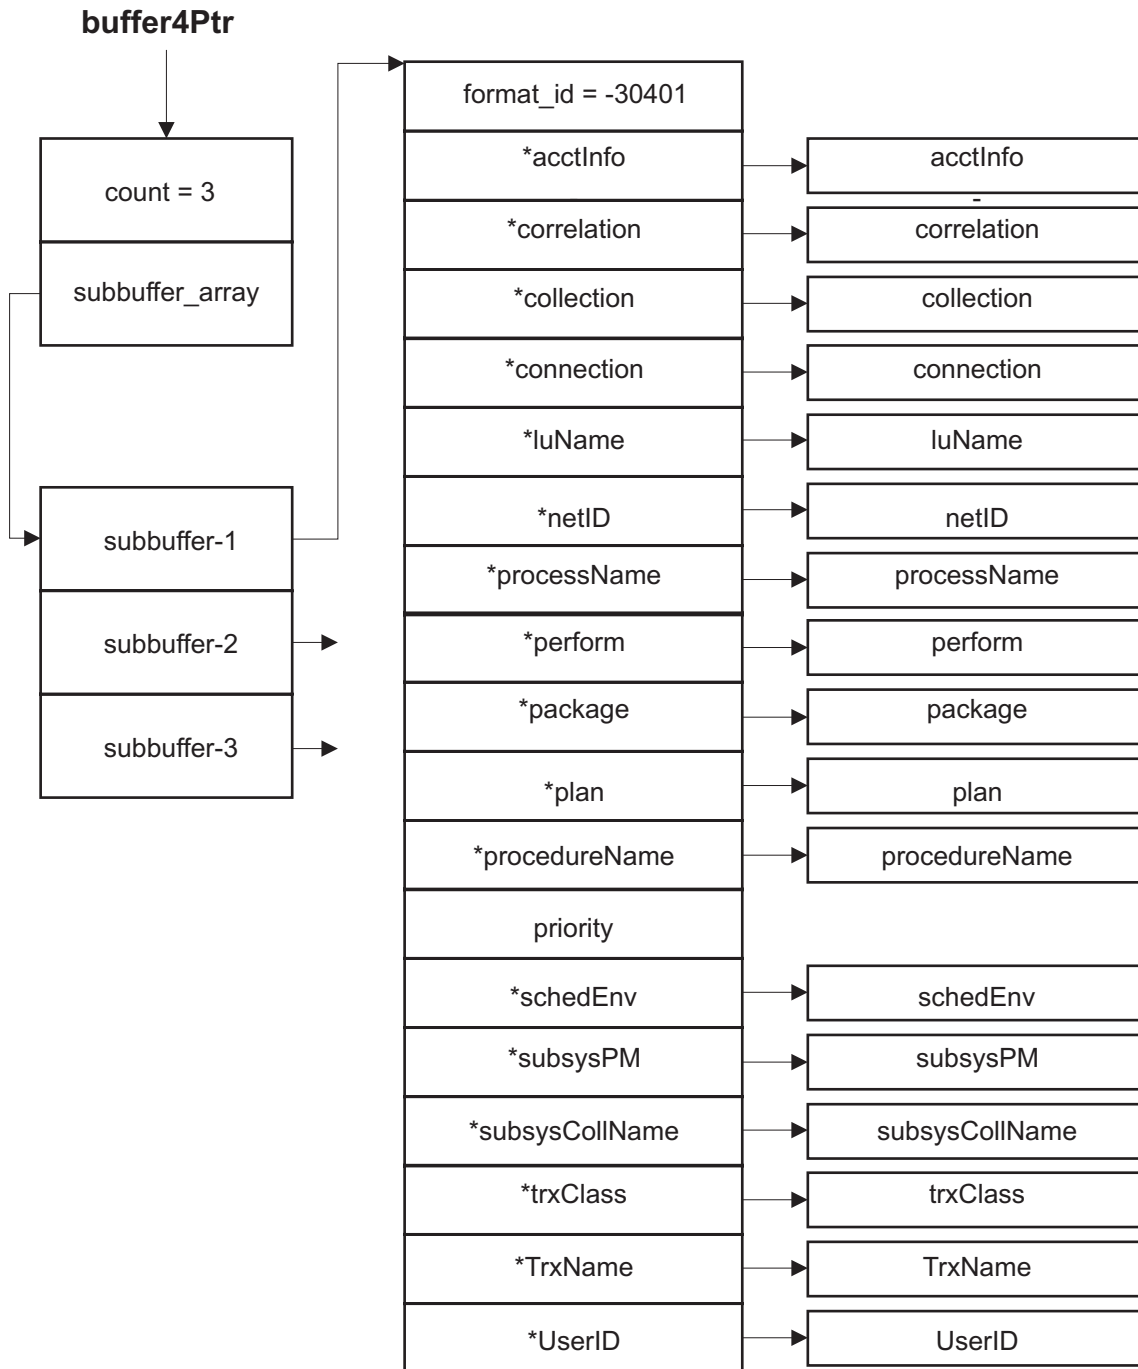 buffer4Ptr
count = 3
subbuffer_array
subbuffer-1
subbuffer-2
subbuffer-3
format_id = -30401
*acctInfo
*correlation
*collection
*connection
*luName
*netID
*processName
*perform
*package
*plan
*procedureName
priority
*schedEnv
*subsysPM
*subsysCollName
*trxClass
*TrxName
*UserID
acctInfo
-
correlation
collection
connection
luName
netID
processName
perform
package
plan
procedureName
schedEnv
subsysPM
subsysCollName
trxClass
TrxName
UserID